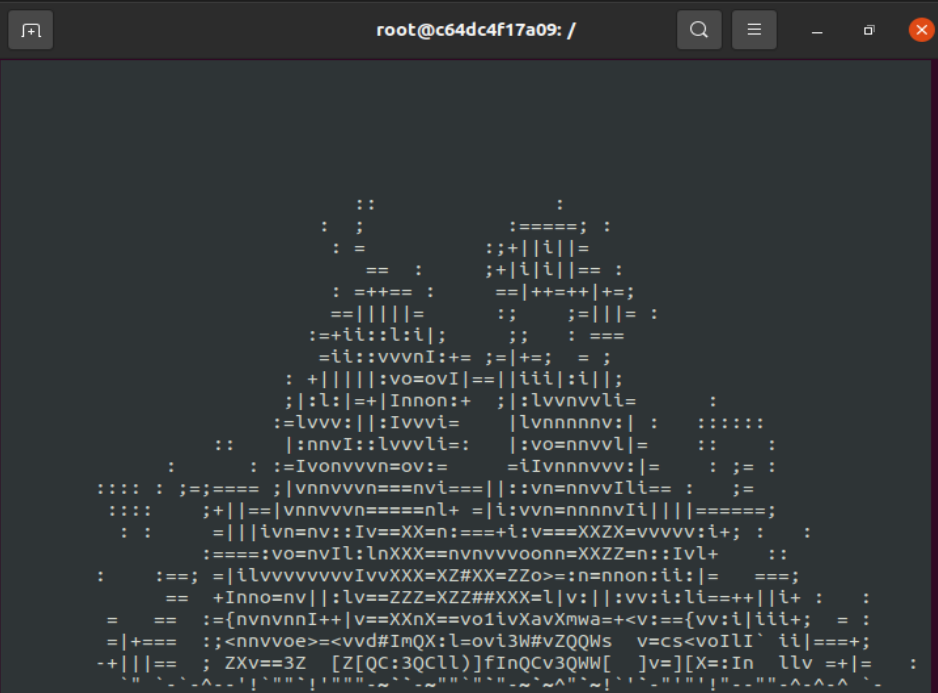 root@c64dc4f17a09: /
::                :
:  ;             :=====; :
: =          :;+||i||=
==  :     ;+|i|i||== :
: =++== :     ==|++=++|+=;
==|||||=      :;    ;=|||= :
:=+ii::l:i|;     ;;   : ===
=ii::vvvnI:+= ;=|+=;  = ;
: +|||||:vo=ovI|==||iii|:i||;
;|:l:|=+|Innon:+  ;|:lvvnvvli=      :
:=lvvv:||:Ivvvi=    |lvnnnnnv:| :   ::::::
::    |:nnvI::lvvvli=:   |:vo=nnvvl|=    ::    :
:      : :=Ivonvvvn=ov:=     =iIvnnnvvv:|=    : ;= :
:::: : ;=;==== ;|vnnvvvn===nvi===||::vn=nnvvIli== :   ;=
::::    ;+||==|vnnvvvn=====nl+ =|i:vvn=nnnnvIi||||======;
: :     =|||ivn=nv::Iv==XX=n:===+i:v===XXZX=vvvvv:i+; :   :
:====:vo=nvIl:lnXXX==nvnvvvoonn=XXZZ=n::Ivl+    ::
:    :==; =|ilvvvvvvvvIvvXXX=XZ#XX=ZZo>=:n=nnon:ii:|=   ===;
==  +Inno=nv||:lv==ZZZ=XZZ##XXX=l|v:||:vv:i:li==++||i+ :   :
=   ==  :={nvnvnnI++|v==XXnX==vo1ivXavXmwa=+<v:=={vv:i|iii+;  = :
=|+===  :;<nnvvoe>=<vvd#ImQX:l=ovi3W#vZQQWs  v=cs<voIlI` ii|===+;
-+|||==  ; ZXv==3Z  [Z[QC:3QCll)]fInQCv3QWW[  ]v=][X=:In  llv =+|=   :